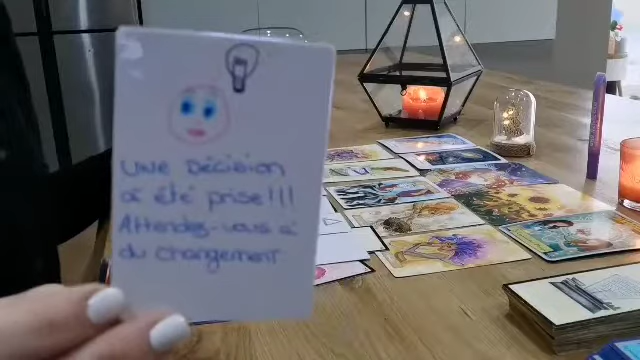 UNE DÉCISION
a été prise!!!
Attendez-vous à
du changement